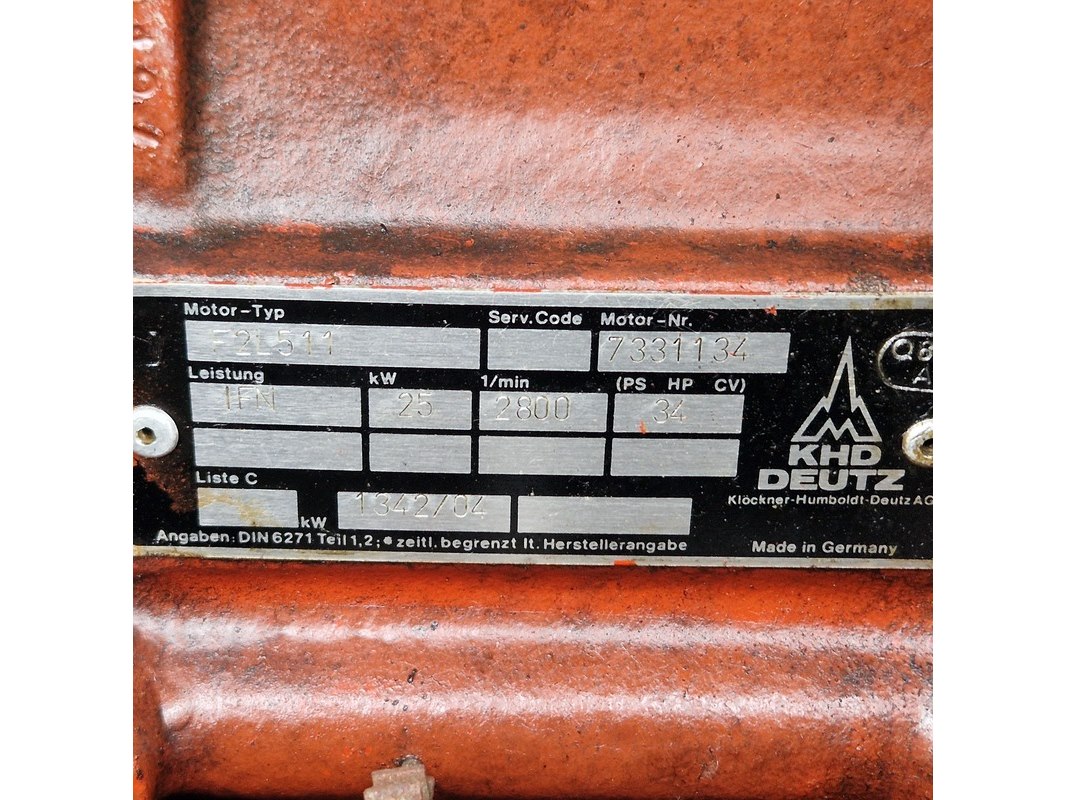 Motor-Typ Serv.Code Motor-Nr.
F2L511 7331134
Leistung kW 1/min (PS HP CV)
IFN 25 2800 34
KHD
DEUTZ
Klöckner-Humboldt-Deutz AG
Liste C
kW 1342/04
Angaben: DIN 6271 Teil 1,2; • zeitl. begrenzt lt. Herstellerangabe
Made in Germany